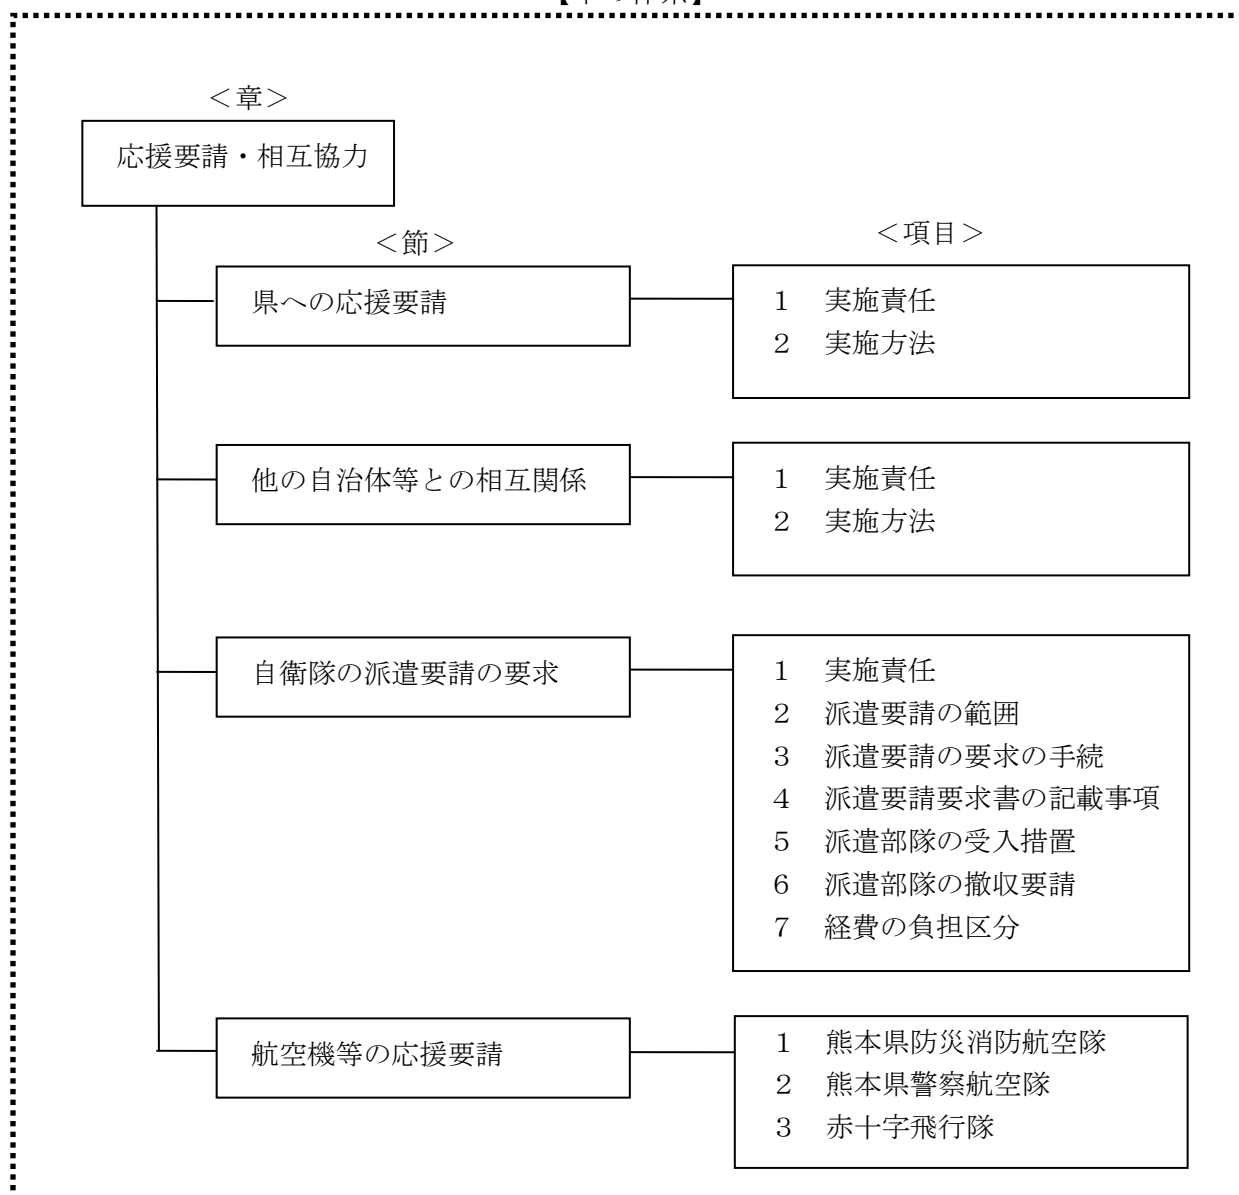 ＜章＞
応援要請・相互協力
＜節＞
＜項目＞
県への応援要請
１　実施責任
２　実施方法
他の自治体等との相互関係
１　実施責任
２　実施方法
自衛隊の派遣要請の要求
１　実施責任
２　派遣要請の範囲
３　派遣要請の要求の手続
４　派遣要請要求書の記載事項
５　派遣部隊の受入措置
６　派遣部隊の撤収要請
７　経費の負担区分
航空機等の応援要請
１　熊本県防災消防航空隊
２　熊本県警察航空隊
３　赤十字飛行隊